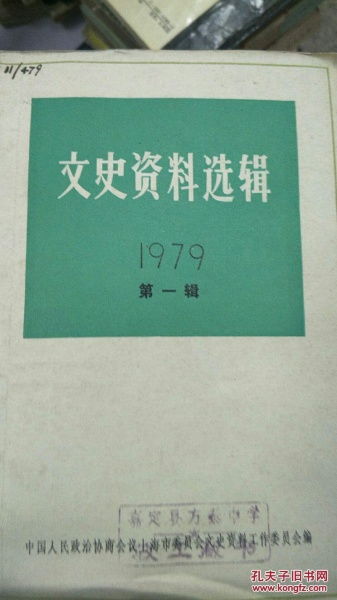 11/479
文史资料选辑
1979
第一辑
嘉定县方泰中学
中国人民政治协商会议上海市委员会文史资料工作委员会编
孔夫子旧书网
www.kongfz.com